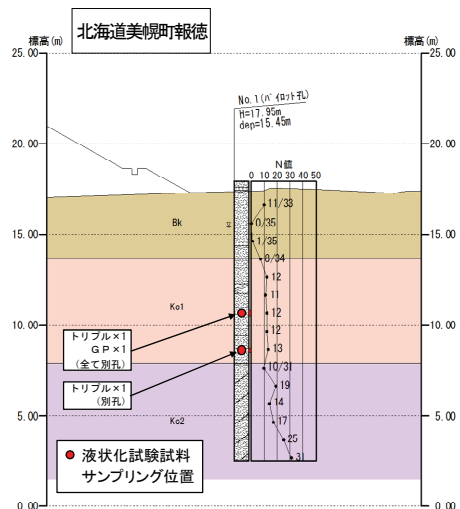 北海道美幌町報徳
標高(m)
標高(m)
25.00
25.00
No.1(ﾊﾟｲﾛｯﾄ孔)
H=17.95m
dep=15.45m
20.00
20.00
N値
0 10 20 30 40 50
11/33
Bk
0/35
15.00
15.00
1/35
8/34
Ko1
12
11
12
10.00
10.00
12
トリブル×1
GP×1
(全て別孔)
13
10/31
トリブル×1
(別孔)
19
14
5.00
5.00
Ko2
17
25
31
液状化試験試料
サンプリング位置
0.00
0.00